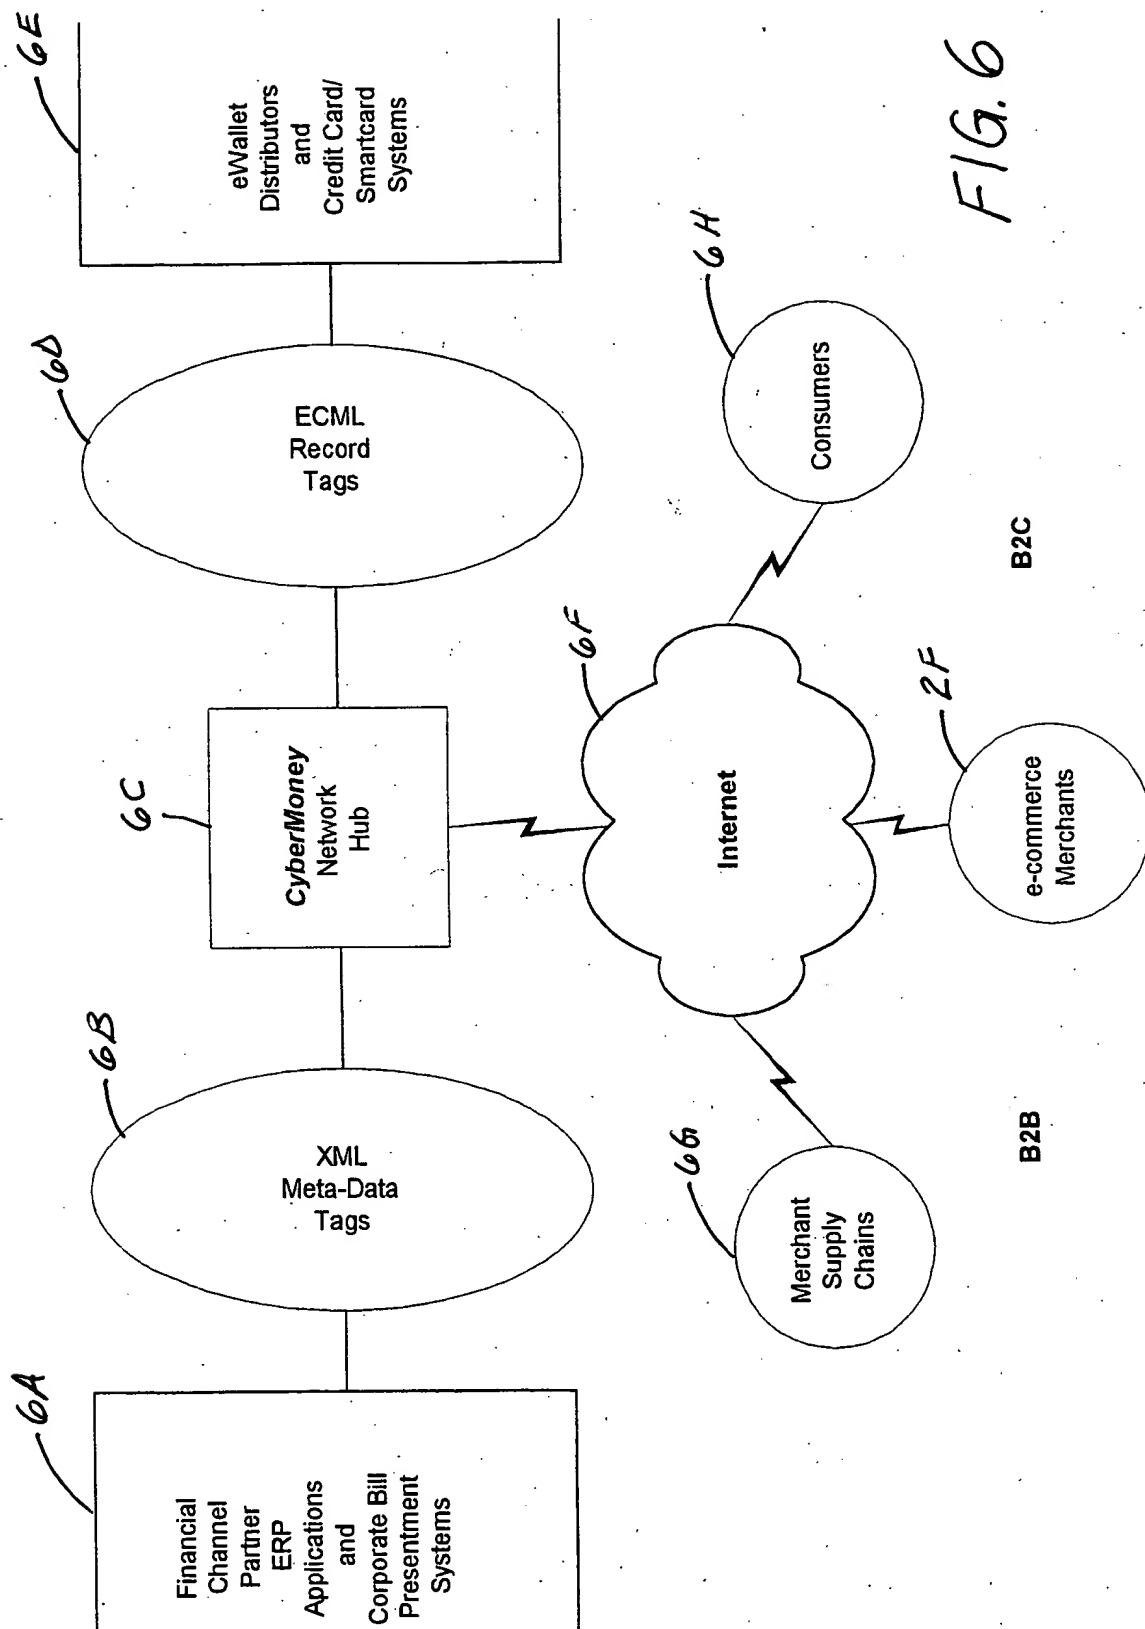 6A
Financial
Channel
Partner
ERP
Applications
and
Corporate Bill
Presentment
Systems
6B
XML
Meta-Data
Tags
6C
CyberMoney
Network
Hub
6D
ECML
Record
Tags
6E
eWallet
Distributors
and
Credit Card/
Smartcard
Systems
6F
Internet
6G
Merchant
Supply
Chains
2F
e-commerce
Merchants
6H
Consumers
B2B
B2C
FIG. 6